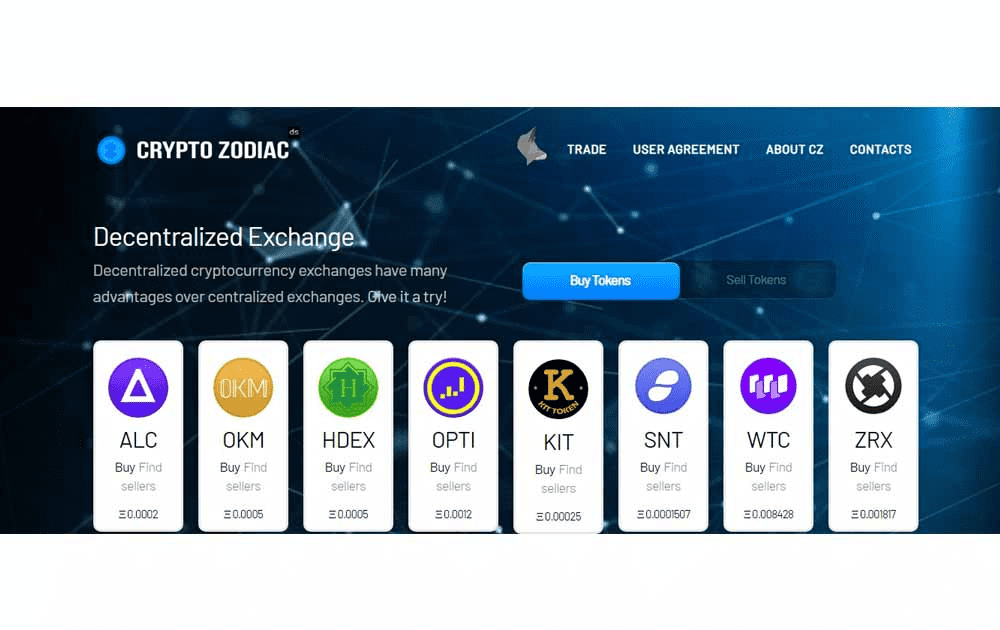 CRYPTO ZODIAC ds
TRADE USER AGREEMENT ABOUT CZ CONTACTS
Decentralized Exchange
Decentralized cryptocurrency exchanges have many
advantages over centralized exchanges. Give it a try!
Buy Tokens Sell Tokens
OKM H K
KIT TOKEN
ALC OKM HDEX OPTI KIT SNT WTC ZRX
Buy Find Buy Find Buy Find Buy Find Buy Find Buy Find Buy Find Buy Find
sellers sellers sellers sellers sellers sellers sellers sellers
Ξ 0.0002 Ξ 0.0005 Ξ 0.0005 Ξ 0.0012 Ξ 0.00025 Ξ 0.0001507 Ξ 0.008428 Ξ 0.001817